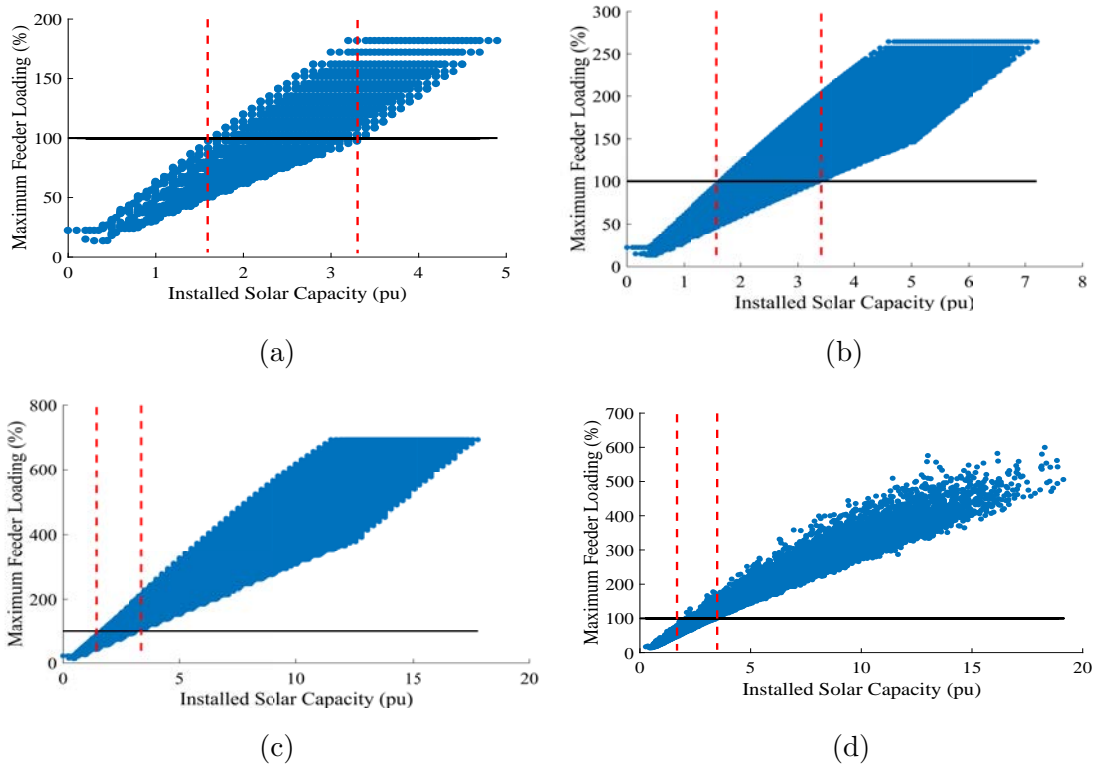 200
150
100
50
0
0 1 2 3 4 5
Maximum Feeder Loading (%)
Installed Solar Capacity (pu)
(a)
300
250
200
150
100
50
0
0 1 2 3 4 5 6 7 8
Maximum Feeder Loading (%)
Installed Solar Capacity (pu)
(b)
800
600
400
200
0
0 5 10 15 20
Maximum Feeder Loading (%)
Installed Solar Capacity (pu)
(c)
700
600
500
400
300
200
100
0
0 5 10 15 20
Maximum Feeder Loading (%)
Installed Solar Capacity (pu)
(d)